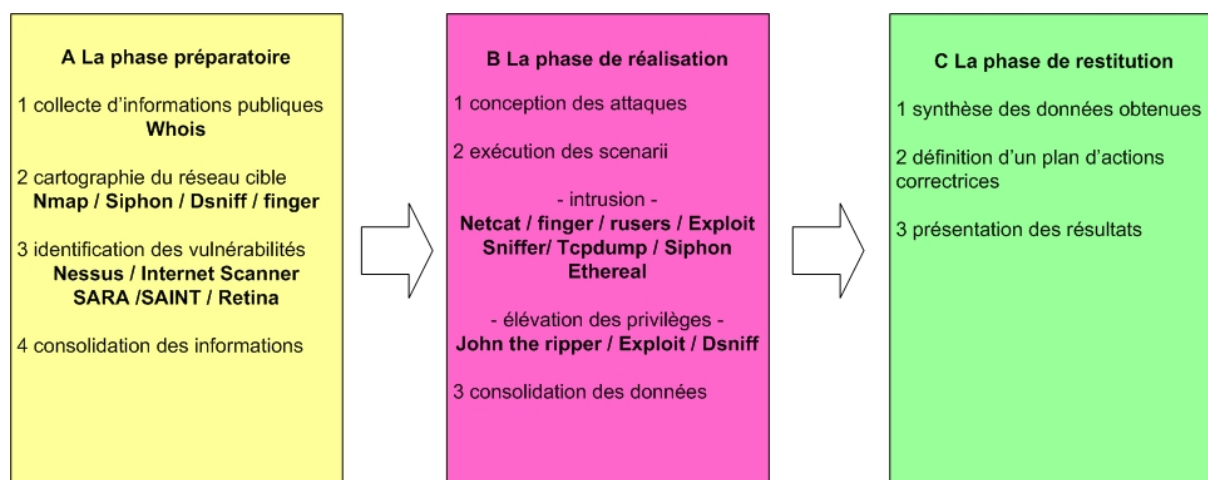 A La phase préparatoire
1 collecte d'informations publiques
Whois
2 cartographie du réseau cible
Nmap / Siphon / Dsniff / finger
3 identification des vulnérabilités
Nessus / Internet Scanner
SARA /SAINT / Retina
4 consolidation des informations
B La phase de réalisation
1 conception des attaques
2 exécution des scenarii
- intrusion -
Netcat / finger / rusers / Exploit
Sniffer/ Tcpdump / Siphon
Ethereal
- élévation des privilèges -
John the ripper / Exploit / Dsniff
3 consolidation des données
C La phase de restitution
1 synthèse des données obtenues
2 définition d'un plan d'actions
correctrices
3 présentation des résultats